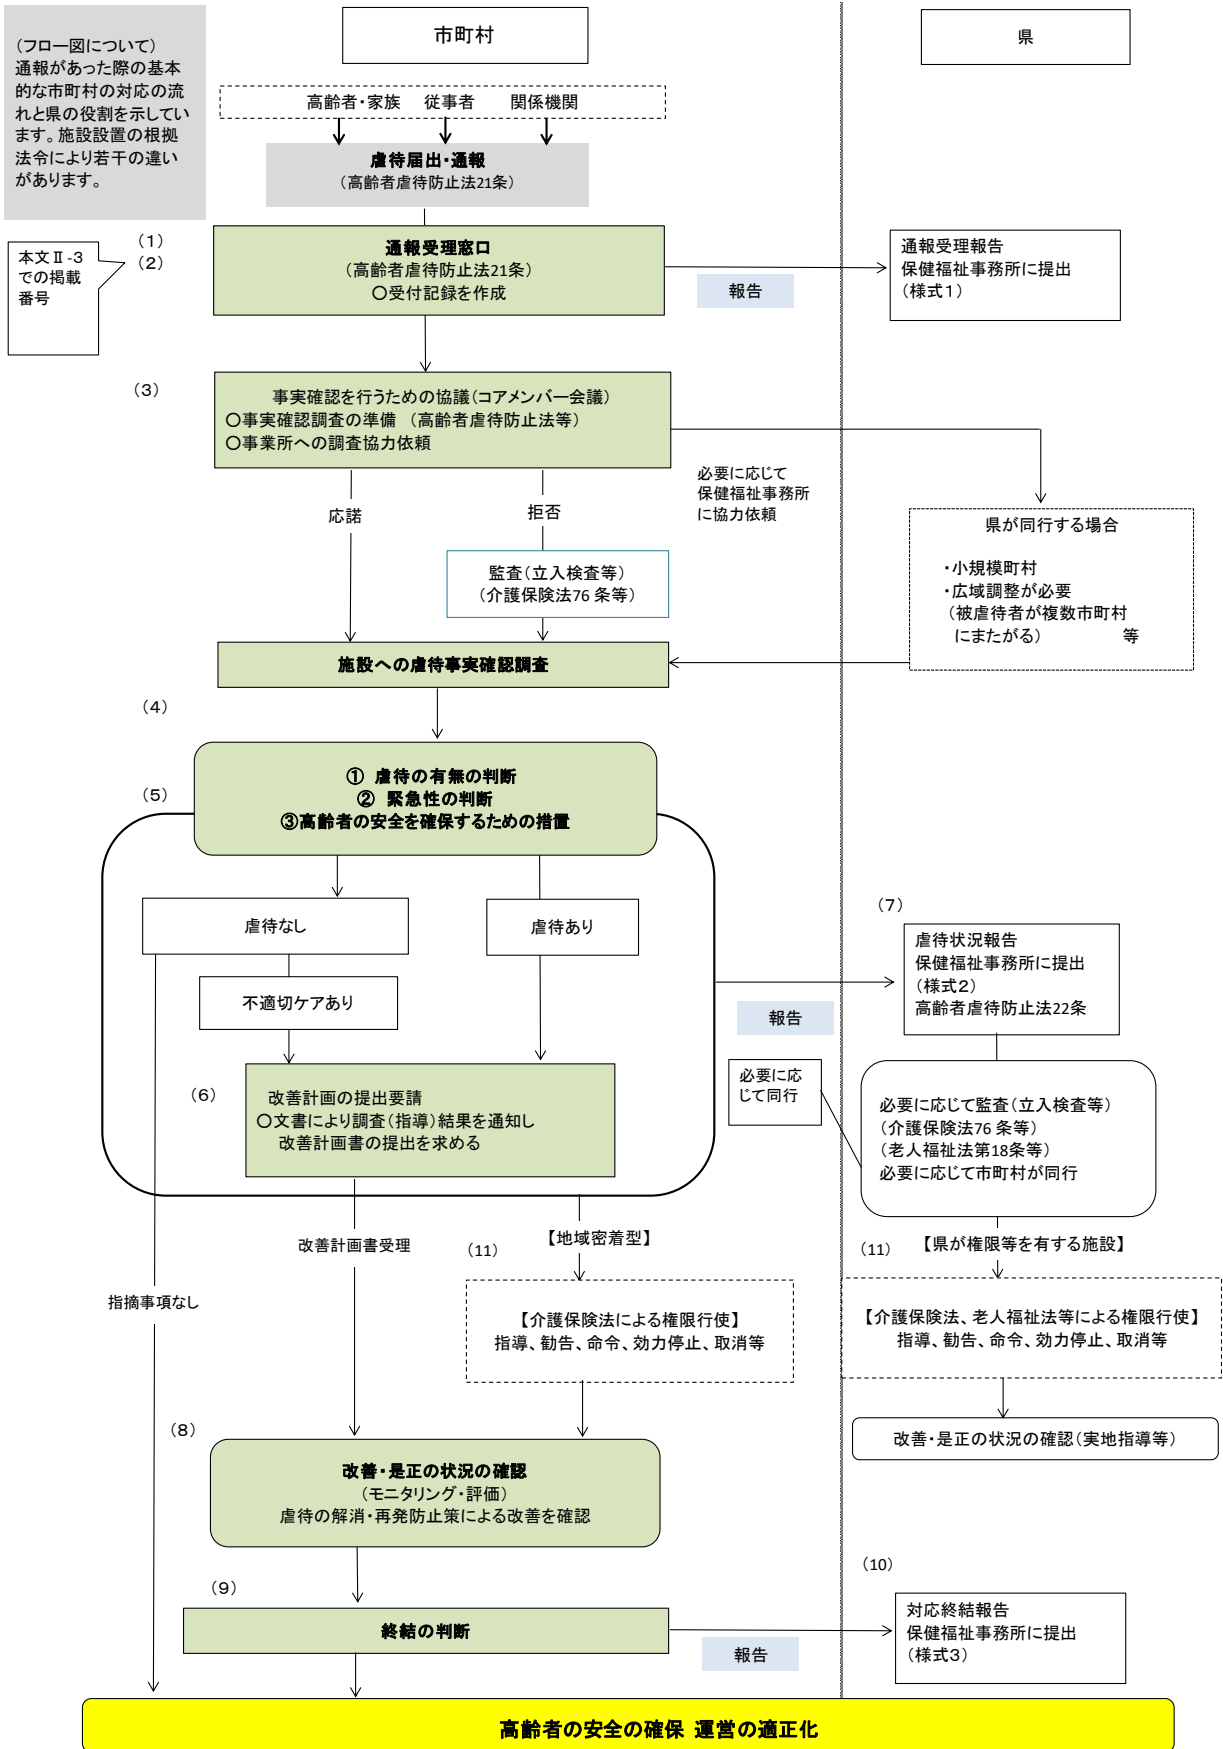 (フロー図について)
通報があった際の基本
的な市町村の対応の流
れと県の役割を示してい
ます。施設設置の根拠
法令により若干の違い
があります。
市町村
県
高齢者・家族 従事者 関係機関
虐待届出・通報
(高齢者虐待防止法21条)
(1)
(2)
本文Ⅱ-3
での掲載
番号
通報受理窓口
(高齢者虐待防止法21条)
○受付記録を作成
報告
通報受理報告
保健福祉事務所に提出
(様式1)
(3)
事実確認を行うための協議(コアメンバー会議)
○事実確認調査の準備 (高齢者虐待防止法等)
○事業所への調査協力依頼
必要に応じて
保健福祉事務所
に協力依頼
応諾
拒否
県が同行する場合
・小規模町村
・広域調整が必要
(被虐待者が複数市町村
にまたがる) 等
監査(立入検査等)
(介護保険法76 条等)
施設への虐待事実確認調査
(4)
(5)
① 虐待の有無の判断
② 緊急性の判断
③高齢者の安全を確保するための措置
虐待なし
虐待あり
不適切ケアあり
報告
(7)
虐待状況報告
保健福祉事務所に提出
(様式2)
高齢者虐待防止法22条
(6)
改善計画の提出要請
○文書により調査(指導)結果を通知し
改善計画書の提出を求める
必要に応
じて同行
必要に応じて監査(立入検査等)
(介護保険法76 条等)
(老人福祉法第18条等)
必要に応じて市町村が同行
改善計画書受理
(11)
【地域密着型】
(11)
【県が権限等を有する施設】
指摘事項なし
【介護保険法による権限行使】
指導、勧告、命令、効力停止、取消等
【介護保険法、老人福祉法等による権限行使】
指導、勧告、命令、効力停止、取消等
(8)
改善・是正の状況の確認
(モニタリング・評価)
虐待の解消・再発防止策による改善を確認
改善・是正の状況の確認(実地指導等)
(9)
終結の判断
報告
(10)
対応終結報告
保健福祉事務所に提出
(様式3)
高齢者の安全の確保 運営の適正化